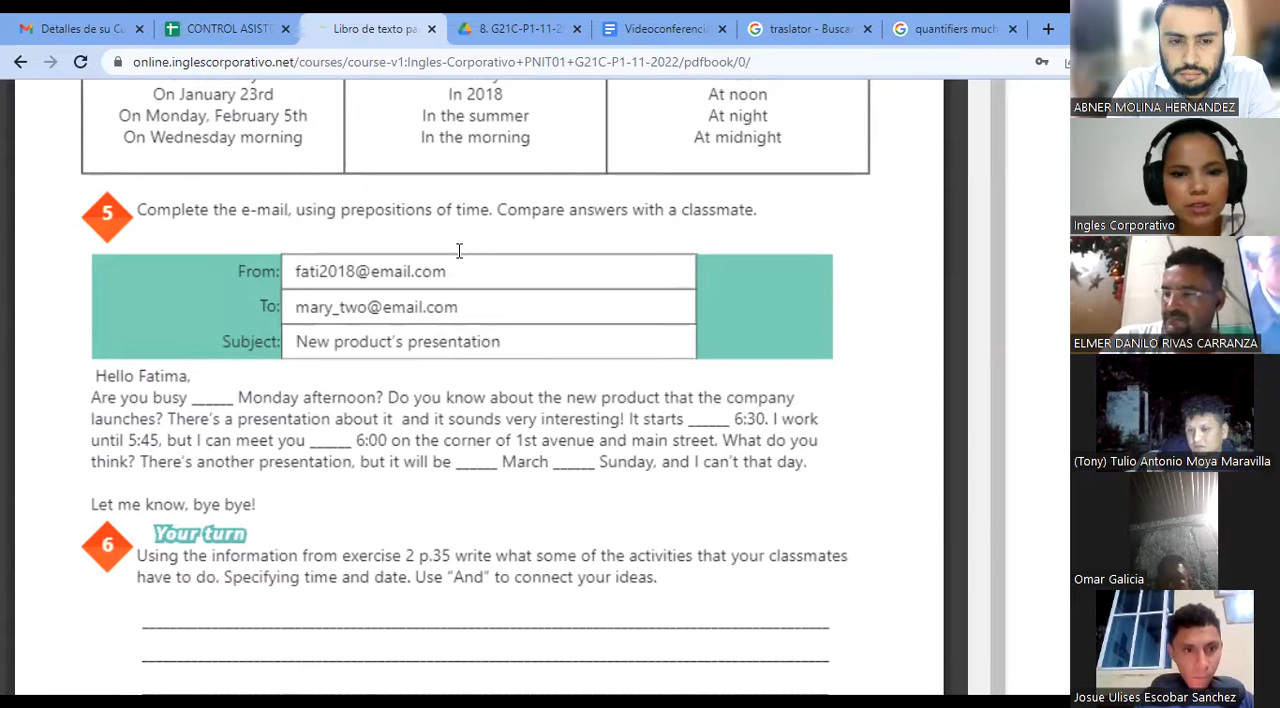 Detalles de su Cu
CONTROL ASIST
Libro de texto pa
8. G21C-P1-11-2
Videoconferenci
traslator - Buscar
quantifiers much
online.inglescorporativo.net/courses/course-v1:Ingles-Corporativo+PNIT01+G21C-P1-11-2022/pdfbook/0/
On January 23rd In 2018 At noon
On Monday, February 5th In the summer At night
On Wednesday morning In the morning At midnight
5 Complete the e-mail, using prepositions of time. Compare answers with a classmate.
From: fati2018@email.com
To: mary_two@email.com
Subject: New product's presentation
Hello Fatima,
Are you busy ______ Monday afternoon? Do you know about the new product that the company
launches? There's a presentation about it and it sounds very interesting! It starts ______ 6:30. I work
until 5:45, but I can meet you ______ 6:00 on the corner of 1st avenue and main street. What do you
think? There's another presentation, but it will be ______ March ______ Sunday, and I can't that day.
Let me know, bye bye!
Your turn
6 Using the information from exercise 2 p.35 write what some of the activities that your classmates
have to do. Specifying time and date. Use "And" to connect your ideas.
ABNER MOLINA HERNANDEZ
Ingles Corporativo
ELMER DANILO RIVAS CARRANZA
(Tony) Tulio Antonio Moya Maravilla
Omar Galicia
Josue Ulises Escobar Sanchez